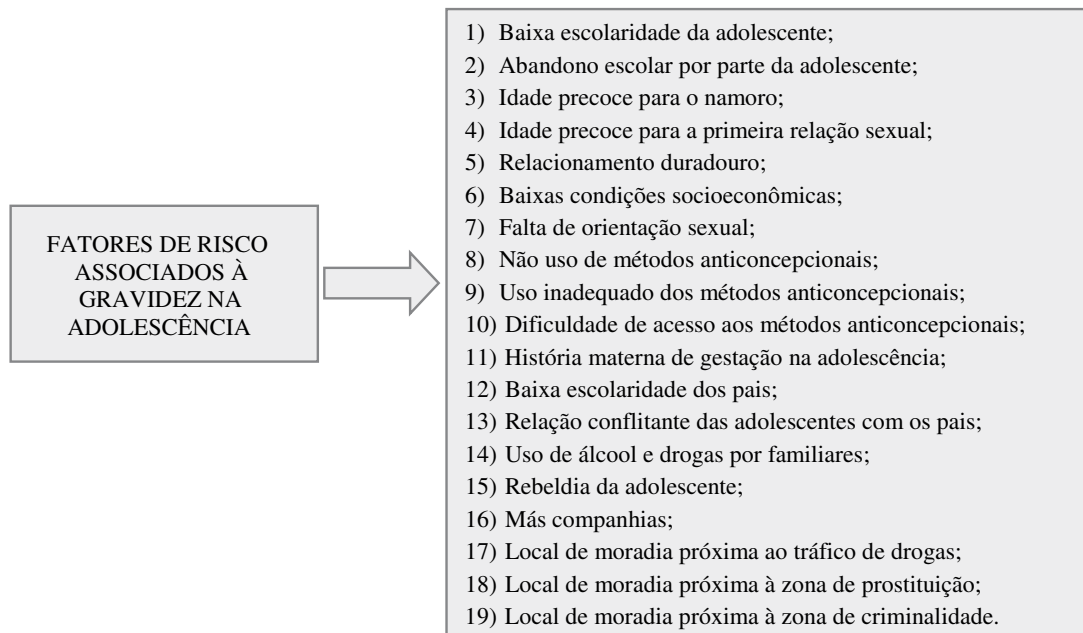 FATORES DE RISCO
ASSOCIADOS À
GRAVIDEZ NA
ADOLESCÊNCIA
1) Baixa escolaridade da adolescente;
2) Abandono escolar por parte da adolescente;
3) Idade precoce para o namoro;
4) Idade precoce para a primeira relação sexual;
5) Relacionamento duradouro;
6) Baixas condições socioeconômicas;
7) Falta de orientação sexual;
8) Não uso de métodos anticoncepcionais;
9) Uso inadequado dos métodos anticoncepcionais;
10) Dificuldade de acesso aos métodos anticoncepcionais;
11) História materna de gestação na adolescência;
12) Baixa escolaridade dos pais;
13) Relação conflitante das adolescentes com os pais;
14) Uso de álcool e drogas por familiares;
15) Rebeldia da adolescente;
16) Más companhias;
17) Local de moradia próxima ao tráfico de drogas;
18) Local de moradia próxima à zona de prostituição;
19) Local de moradia próxima à zona de criminalidade.